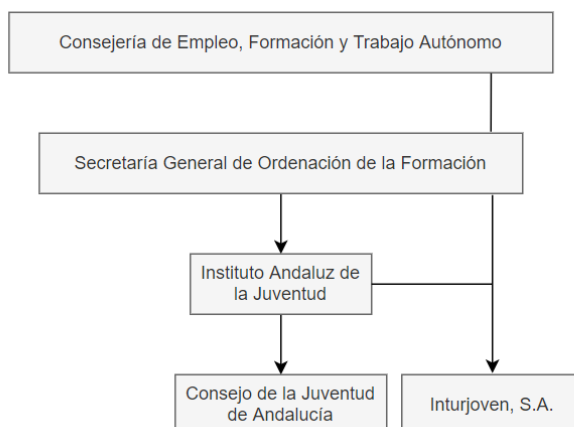 Consejería de Empleo, Formación y Trabajo Autónomo
Secretaría General de Ordenación de la Formación
Instituto Andaluz de
la Juventud
Consejo de la Juventud
de Andalucía
Inturjoven, S.A.